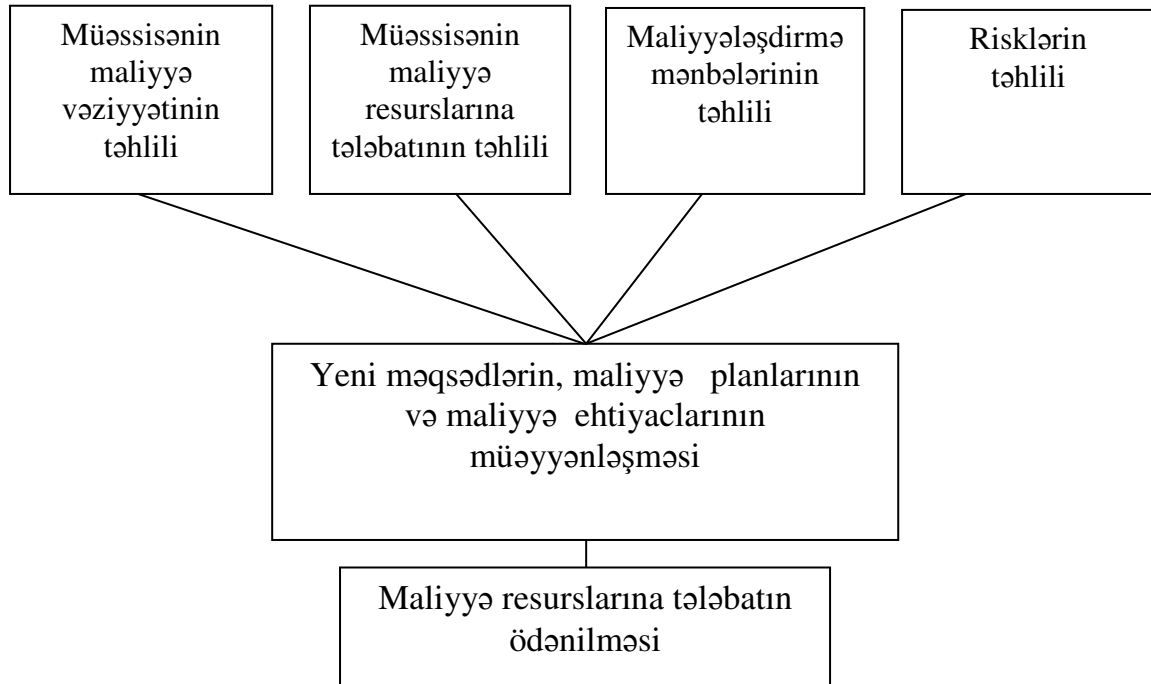 Müəssisənin
maliyyə
vəziyyətinin
təhlili
Müəssisənin
maliyyə
resurslarına
tələbatının təhlili
Maliyyələşdirmə
mənbələrinin
təhlili
Risklərin
təhlili
Yeni məqsədlərin, maliyyə planlarının
və maliyyə ehtiyaclarının
müəyyənləşməsi
Maliyyə resurslarına tələbatın
ödənilməsi